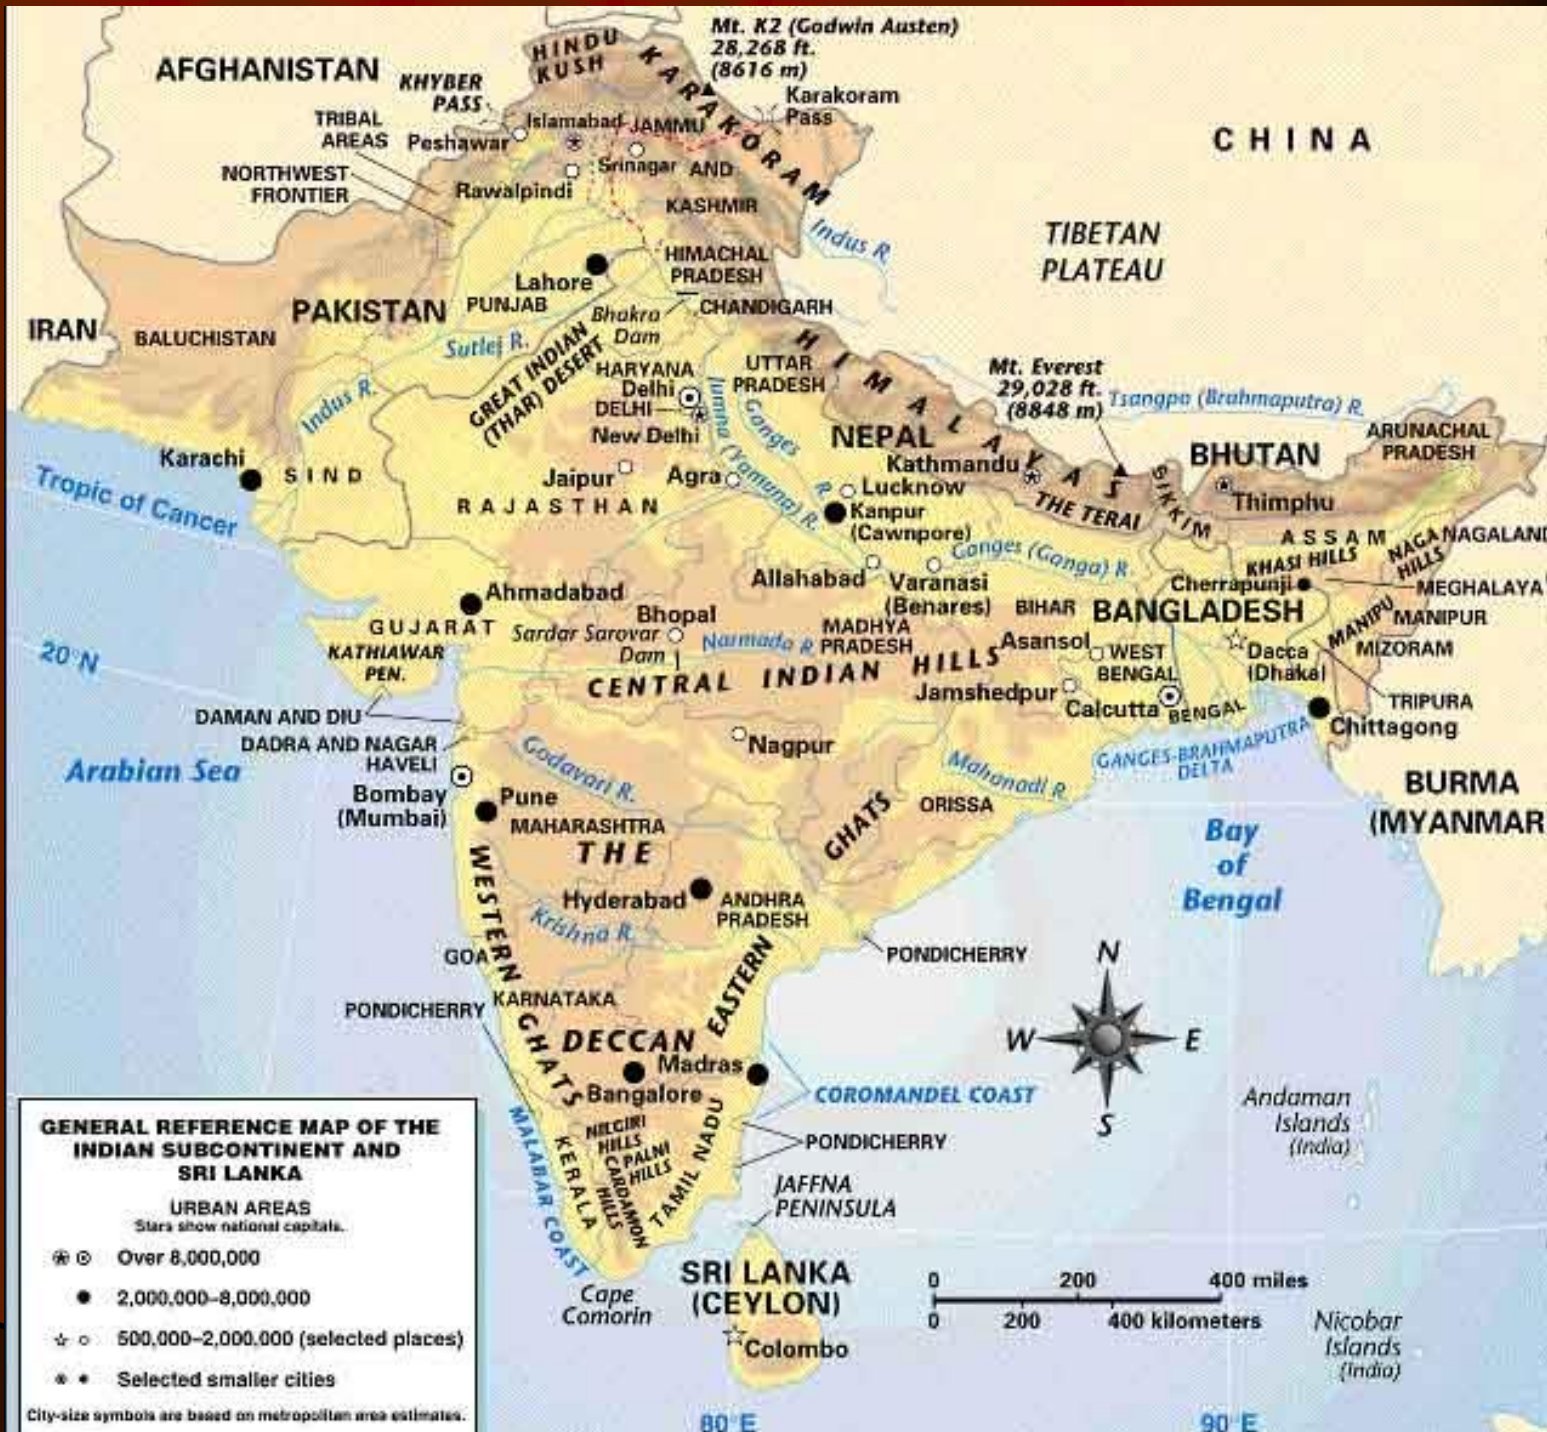 Mt. K2 (Godwin Austen)
28,268 ft.
(8616 m)
HINDU
KUSH
KARAKORAM
AFGHANISTAN
KHYBER
PASS
Karakoram
Pass
TRIBAL
AREAS
Islamabad
JAMMU
Peshawar
CHINA
Srinagar
AND
NORTHWEST
FRONTIER
Rawalpindi
KASHMIR
Indus R.
TIBETAN
PLATEAU
HIMACHAL
PRADESH
Lahore
PUNJAB
PAKISTAN
Bhakra
Dam
CHANDIGARH
IRAN
BALUCHISTAN
Sutlej R.
GREAT INDIAN
(THAR) DESERT
HIMALAYAS
HARYANA
Delhi
DELHI
New Delhi
UTTAR
PRADESH
Mt. Everest
29,028 ft.
(8848 m)
Tsangpo (Brahmaputra) R.
Indus R.
Jumna (Yamuna) R.
Ganges
R.
NEPAL
Kathmandu
BHUTAN
ARUNACHAL
PRADESH
Karachi
SIND
Jaipur
Agra
Lucknow
THE TERAI
SIKKIM
Thimphu
Tropic of Cancer
RAJASTHAN
Kanpur
(Cawnpore)
ASSAM
NAGA
HILLS
NAGALAND
Ganges (Ganga) R.
KHASI HILLS
Allahabad
Varanasi
(Benares)
Cherrapunji
MEGHALAYA
Ahmadabad
BIHAR
BANGLADESH
Bhopal
GUJARAT
Sardar Sarovar
Dam
Narmada R.
MADHYA
PRADESH
MANIPU
MANIPUR
Asansol
WEST
BENGAL
Dacca
(Dhaka)
MIZORAM
20°N
KATHIAWAR
PEN.
CENTRAL INDIAN HILLS
Jamshedpur
Calcutta
BENGAL
TRIPURA
DAMAN AND DIU
Chittagong
DADRA AND NAGAR
HAVELI
Nagpur
GANGES-BRAHMAPUTRA
DELTA
Arabian Sea
Godavari R.
Mahanadi R.
BURMA
(MYANMAR
Bombay
(Mumbai)
Pune
MAHARASHTRA
GHATS
ORISSA
Bay
of
Bengal
THE
WESTERN
GHATS
Hyderabad
ANDHRA
PRADESH
Krishna R.
GOA
EASTERN
PONDICHERRY
N
KARNATAKA
PONDICHERRY
DECCAN
W
E
Madras
Bangalore
COROMANDEL COAST
S
Andaman
Islands
(India)
MALABAR COAST
KERALA
NILGIRI
HILLS
PALNI
HILLS
CARDAMON
HILLS
TAMIL NADU
PONDICHERRY
JAFFNA
PENINSULA
SRI LANKA
(CEYLON)
Cape
Comorin
Colombo
0 200 400 miles
0 200 400 kilometers
Nicobar
Islands
(India)
80°E
90°E
GENERAL REFERENCE MAP OF THE
INDIAN SUBCONTINENT AND
SRI LANKA
URBAN AREAS
Stars show national capitals.
Over 8,000,000
2,000,000–8,000,000
500,000–2,000,000 (selected places)
Selected smaller cities
City-size symbols are based on metropolitan area estimates.